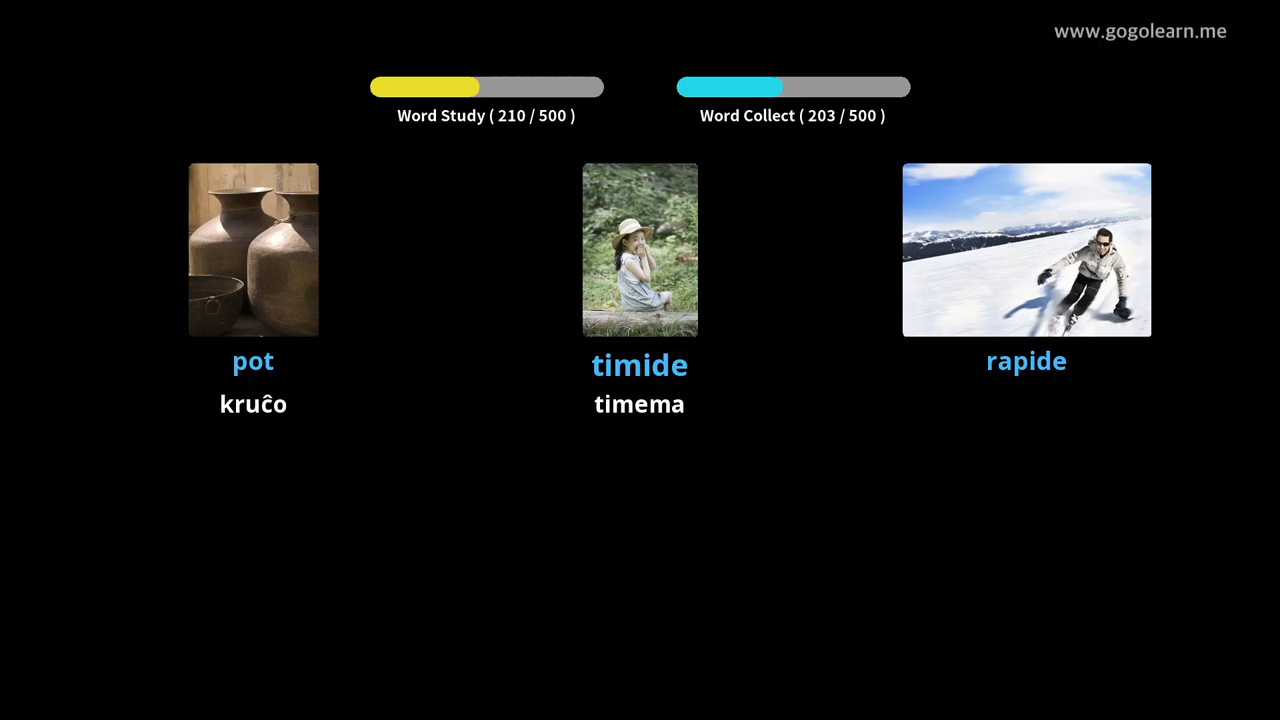 www.gogolearn.me
Word Study ( 210 / 500 )
Word Collect ( 203 / 500 )
pot
timide
rapide
kruĉo
timema